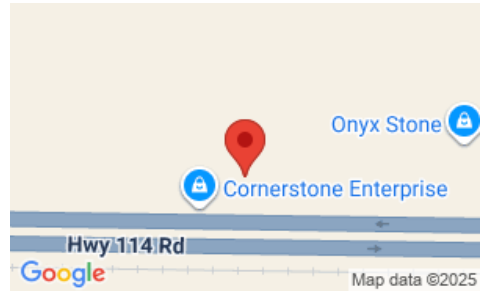 Onyx Stone
Cornerstone Enterprise
Hwy 114 Rd
Google
Map data ©2025